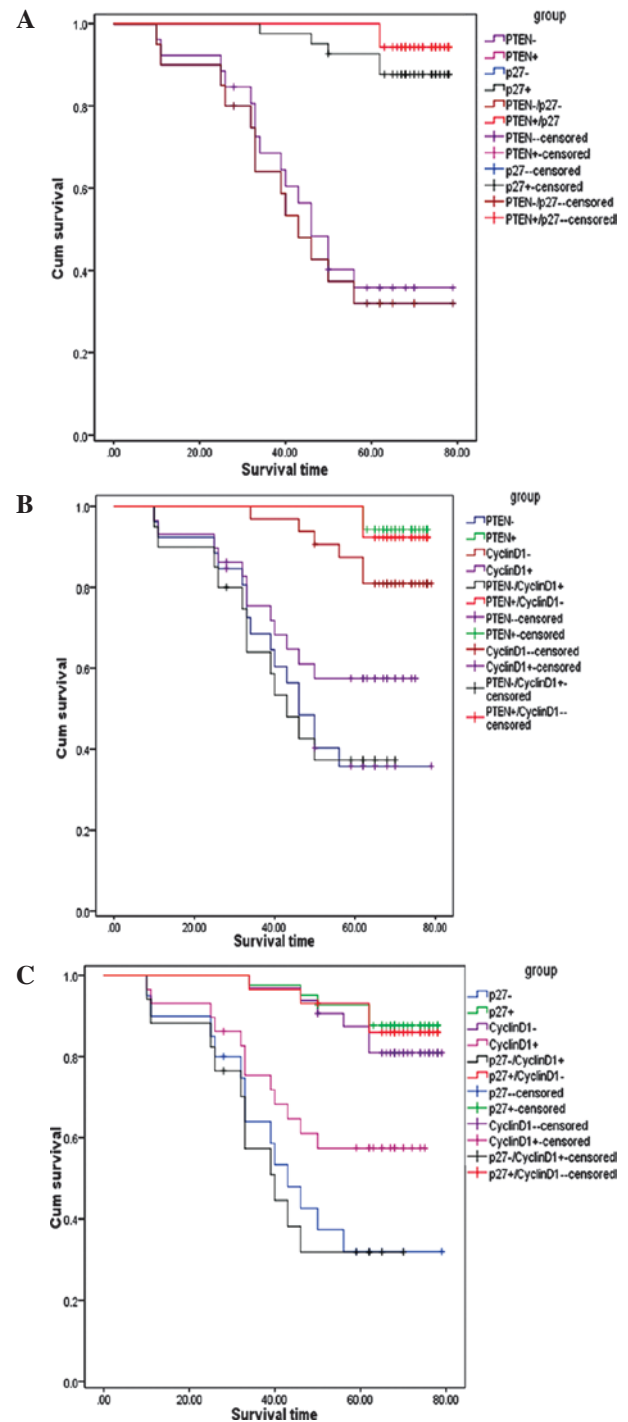 A
group
PTEN-
PTEN+
p27-
p27+
PTEN-/p27-
PTEN+/p27
PTEN--censored
PTEN+-censored
p27--censored
p27+-censored
PTEN-/p27--censored
PTEN+/p27--censored
Cum survival
1.0
0.8
0.6
0.4
0.2
0.0
.00 20.00 40.00 60.00 80.00
Survival time
B
group
PTEN-
PTEN+
CyclinD1-
CyclinD1+
PTEN-/CyclinD1+
PTEN+/CyclinD1-
PTEN--censored
PTEN+-censored
CyclinD1--censored
CyclinD1+-censored
PTEN-/CyclinD1+-
censored
PTEN+/CyclinD1--
censored
Cum survival
1.0
0.8
0.6
0.4
0.2
0.0
.00 20.00 40.00 60.00 80.00
Survival time
C
group
p27-
p27+
CyclinD1-
CyclinD1+
p27-/CyclinD1+
p27+/CyclinD1-
p27--censored
p27+-censored
CyclinD1--censored
CyclinD1+-censored
p27-/CyclinD1+-censored
p27+/CyclinD1--censored
Cum survival
1.0
0.8
0.6
0.4
0.2
0.0
.00 20.00 40.00 60.00 80.00
Survival time